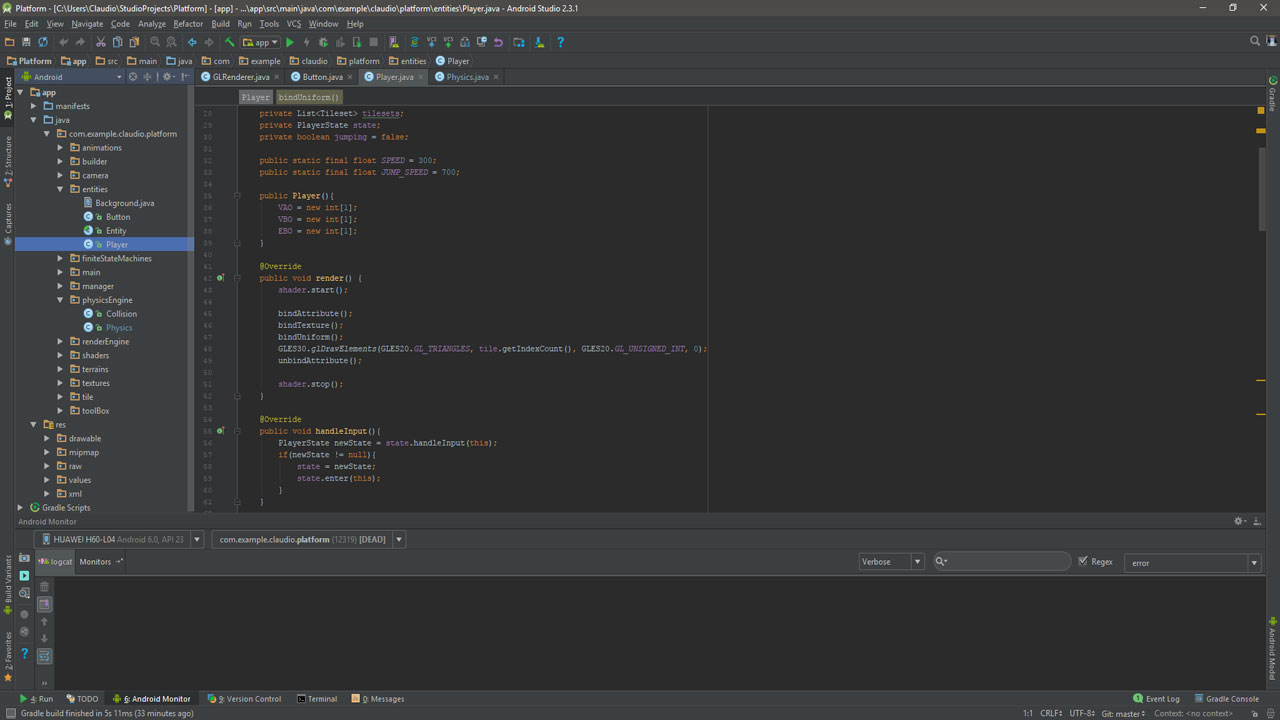 Platform - [C:\Users\Claudio\StudioProjects\Platform] - [app] - ...\app\src\main\java\com\example\claudio\platform\entities\Player.java - Android Studio 2.3.1
File Edit View Navigate Code Analyze Refactor Build Run Tools VCS Window Help
app
Platform app src main java com example claudio platform entities Player
Android
GLRenderer.java Button.java Player.java Physics.java
1: Project
Z: Structure
Captures
Build Variants
2: Favorites
app
manifests
java
com.example.claudio.platform
animations
builder
camera
entities
Background.java
Button
Entity
Player
finiteStateMachines
main
manager
physicsEngine
Collision
Physics
renderEngine
shaders
terrains
textures
tile
toolBox
res
drawable
mipmap
raw
values
xml
Gradle Scripts
Player bindUniform()
28 private List<Tileset> tilesets;
29 private PlayerState state;
30 private boolean jumping = false;
31
32 public static final float SPEED = 300;
33 public static final float JUMP_SPEED = 700;
34
35 public Player(){
36 VAO = new int[1];
37 VBO = new int[1];
38 EBO = new int[1];
39 }
40
41 @Override
42 public void render() {
43 shader.start();
44
45 bindAttribute();
46 bindTexture();
47 bindUniform();
48 GLES30.glDrawElements(GLES20.GL_TRIANGLES, tile.getIndexCount(), GLES20.GL_UNSIGNED_INT, 0);
49 unbindAttribute();
50
51 shader.stop();
52 }
53
54 @Override
55 public void handleInput(){
56 PlayerState newState = state.handleInput(this);
57 if(newState != null){
58 state = newState;
59 state.enter(this);
60 }
61 }
Gradle
Android Model
Android Monitor
HUAWEI H60-L04 Android 6.0, API 23 com.example.claudio.platform (12319) [DEAD]
logcat Monitors Verbose Regex error
4: Run TODO 6: Android Monitor 9: Version Control Terminal 0: Messages Event Log Gradle Console
Gradle build finished in 5s 11ms (33 minutes ago) 1:1 CRLF UTF-8 Git: master Context: <no context>